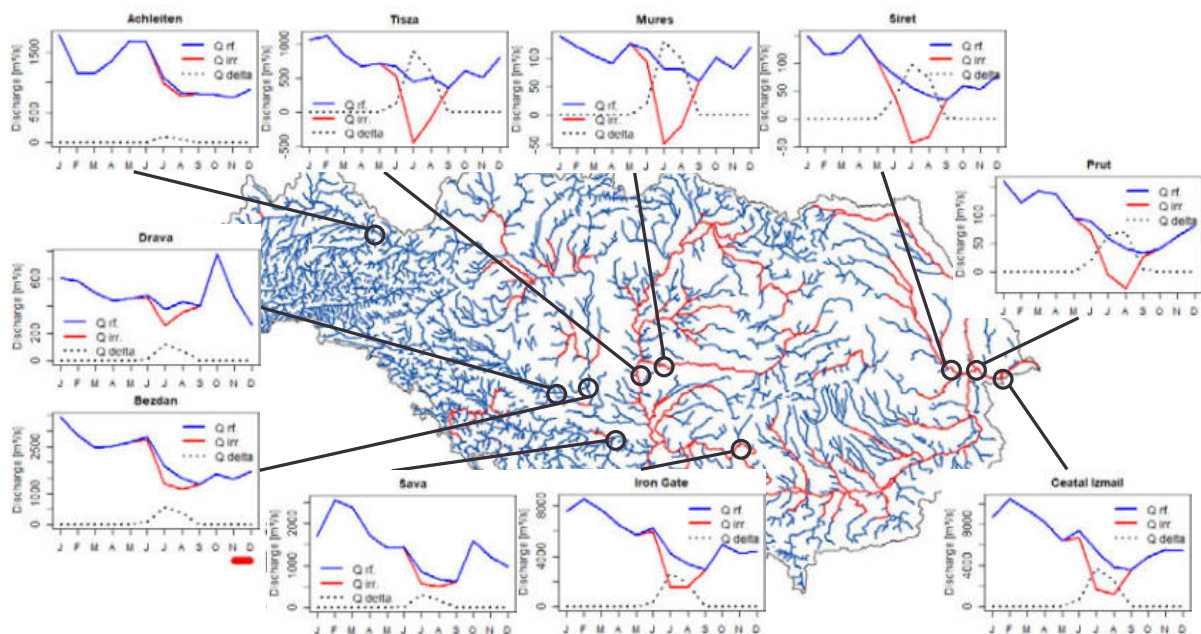 Achleiten
Discharge [m³/s]
0
500
1500
Q rf.
Q irr.
Q delta
J F M A M J J A S O N D
Tisza
Discharge [m³/s]
-500
0
500
1000
Q rf.
Q irr.
Q delta
J F M A M J J A S O N D
Mures
Discharge [m³/s]
-50
0
50
100
Q rf.
Q irr.
Q delta
J F M A M J J A S O N D
Siret
Discharge [m³/s]
-50
0
50
100
Q rf.
Q irr.
Q delta
J F M A M J J A S O N D
Prut
Discharge [m³/s]
0
50
100
Q rf.
Q irr.
Q delta
J F M A M J J A S O N D
Drava
Discharge [m³/s]
0
200
600
Q rf.
Q irr.
Q delta
J F M A M J J A S O N D
Bezdan
Discharge [m³/s]
0
1000
2500
Q rf.
Q irr.
Q delta
J F M A M J J A S O N D
Sava
Discharge [m³/s]
0
1000
2000
Q rf.
Q irr.
Q delta
J F M A M J J A S O N D
Iron Gate
Discharge [m³/s]
0
4000
8000
Q rf.
Q irr.
Q delta
J F M A M J J A S O N D
Ceatal Izmail
Discharge [m³/s]
0
4000
8000
Q rf.
Q irr.
Q delta
J F M A M J J A S O N D